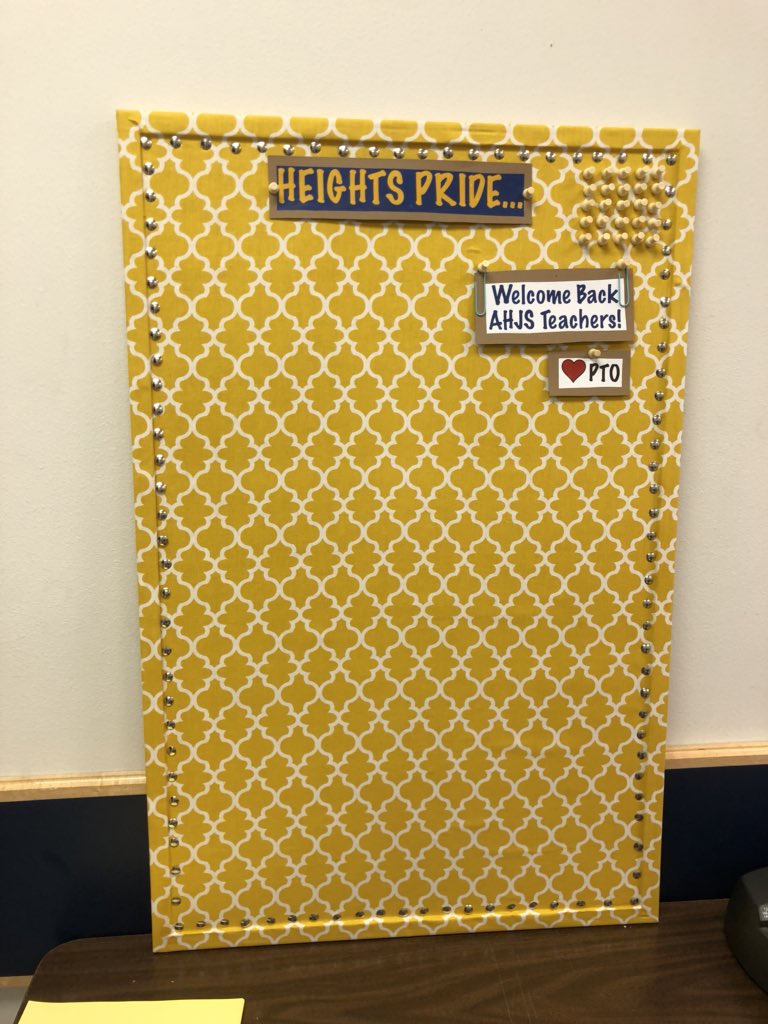 HEIGHTS PRIDE...
Welcome Back
AHJS Teachers!
PTO